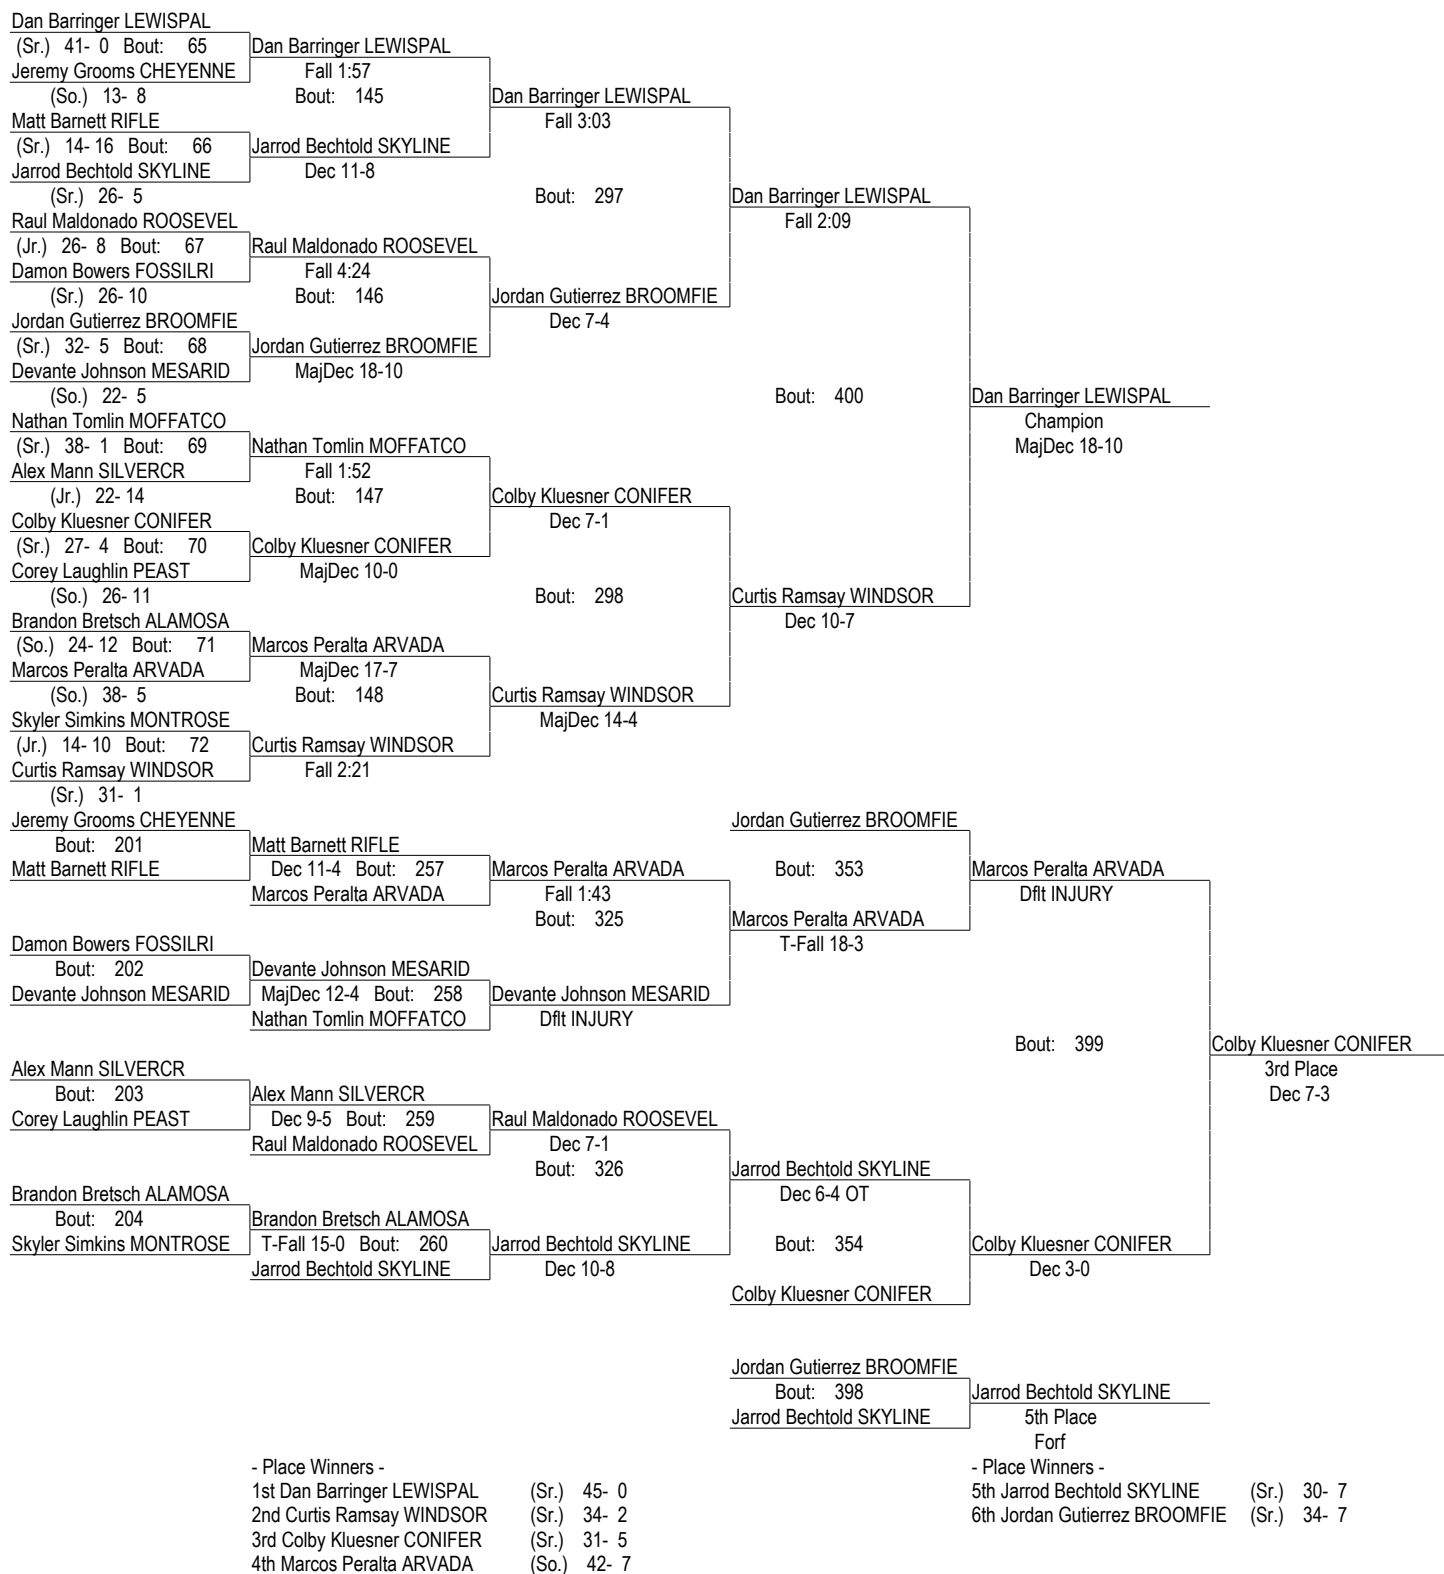 Dan Barringer LEWISPAL
(Sr.) 41- 0 Bout: 65 Dan Barringer LEWISPAL
Jeremy Grooms CHEYENNE Fall 1:57
(So.) 13- 8 Bout: 145 Dan Barringer LEWISPAL
Matt Barnett RIFLE Fall 3:03
(Sr.) 14- 16 Bout: 66 Jarrod Bechtold SKYLINE
Jarrod Bechtold SKYLINE Dec 11-8
(Sr.) 26- 5 Bout: 297 Dan Barringer LEWISPAL
Raul Maldonado ROOSEVEL Fall 2:09
(Jr.) 26- 8 Bout: 67 Raul Maldonado ROOSEVEL
Damon Bowers FOSSILRI Fall 4:24
(Sr.) 26- 10 Bout: 146 Jordan Gutierrez BROOMFIE
Jordan Gutierrez BROOMFIE Dec 7-4
(Sr.) 32- 5 Bout: 68 Jordan Gutierrez BROOMFIE
Devante Johnson MESARID MajDec 18-10
(So.) 22- 5 Bout: 400 Dan Barringer LEWISPAL
Nathan Tomlin MOFFATCO Champion
(Sr.) 38- 1 Bout: 69 Nathan Tomlin MOFFATCO MajDec 18-10
Alex Mann SILVERCR Fall 1:52
(Jr.) 22- 14 Bout: 147 Colby Kluesner CONIFER
Colby Kluesner CONIFER Dec 7-1
(Sr.) 27- 4 Bout: 70 Colby Kluesner CONIFER
Corey Laughlin PEAST MajDec 10-0
(So.) 26- 11 Bout: 298 Curtis Ramsay WINDSOR
Brandon Bretsch ALAMOSA Dec 10-7
(So.) 24- 12 Bout: 71 Marcos Peralta ARVADA
Marcos Peralta ARVADA MajDec 17-7
(So.) 38- 5 Bout: 148 Curtis Ramsay WINDSOR
Skyler Simkins MONTROSE MajDec 14-4
(Jr.) 14- 10 Bout: 72 Curtis Ramsay WINDSOR
Curtis Ramsay WINDSOR Fall 2:21
(Sr.) 31- 1
Jeremy Grooms CHEYENNE Jordan Gutierrez BROOMFIE
Bout: 201 Matt Barnett RIFLE
Matt Barnett RIFLE Dec 11-4 Bout: 257 Marcos Peralta ARVADA Bout: 353 Marcos Peralta ARVADA
Marcos Peralta ARVADA Fall 1:43 Dflt INJURY
Bout: 325 Marcos Peralta ARVADA
Damon Bowers FOSSILRI T-Fall 18-3
Bout: 202 Devante Johnson MESARID
Devante Johnson MESARID MajDec 12-4 Bout: 258 Devante Johnson MESARID
Nathan Tomlin MOFFATCO Dflt INJURY
Bout: 399 Colby Kluesner CONIFER
Alex Mann SILVERCR 3rd Place
Bout: 203 Alex Mann SILVERCR Dec 7-3
Corey Laughlin PEAST Dec 9-5 Bout: 259 Raul Maldonado ROOSEVEL
Raul Maldonado ROOSEVEL Dec 7-1
Bout: 326 Jarrod Bechtold SKYLINE
Brandon Bretsch ALAMOSA Dec 6-4 OT
Bout: 204 Brandon Bretsch ALAMOSA
Skyler Simkins MONTROSE T-Fall 15-0 Bout: 260 Jarrod Bechtold SKYLINE Bout: 354 Colby Kluesner CONIFER
Jarrod Bechtold SKYLINE Dec 10-8 Dec 3-0
Colby Kluesner CONIFER
Jordan Gutierrez BROOMFIE
Bout: 398 Jarrod Bechtold SKYLINE
Jarrod Bechtold SKYLINE 5th Place
Forf
- Place Winners - - Place Winners -
1st Dan Barringer LEWISPAL (Sr.) 45- 0 5th Jarrod Bechtold SKYLINE (Sr.) 30- 7
2nd Curtis Ramsay WINDSOR (Sr.) 34- 2 6th Jordan Gutierrez BROOMFIE (Sr.) 34- 7
3rd Colby Kluesner CONIFER (Sr.) 31- 5
4th Marcos Peralta ARVADA (So.) 42- 7